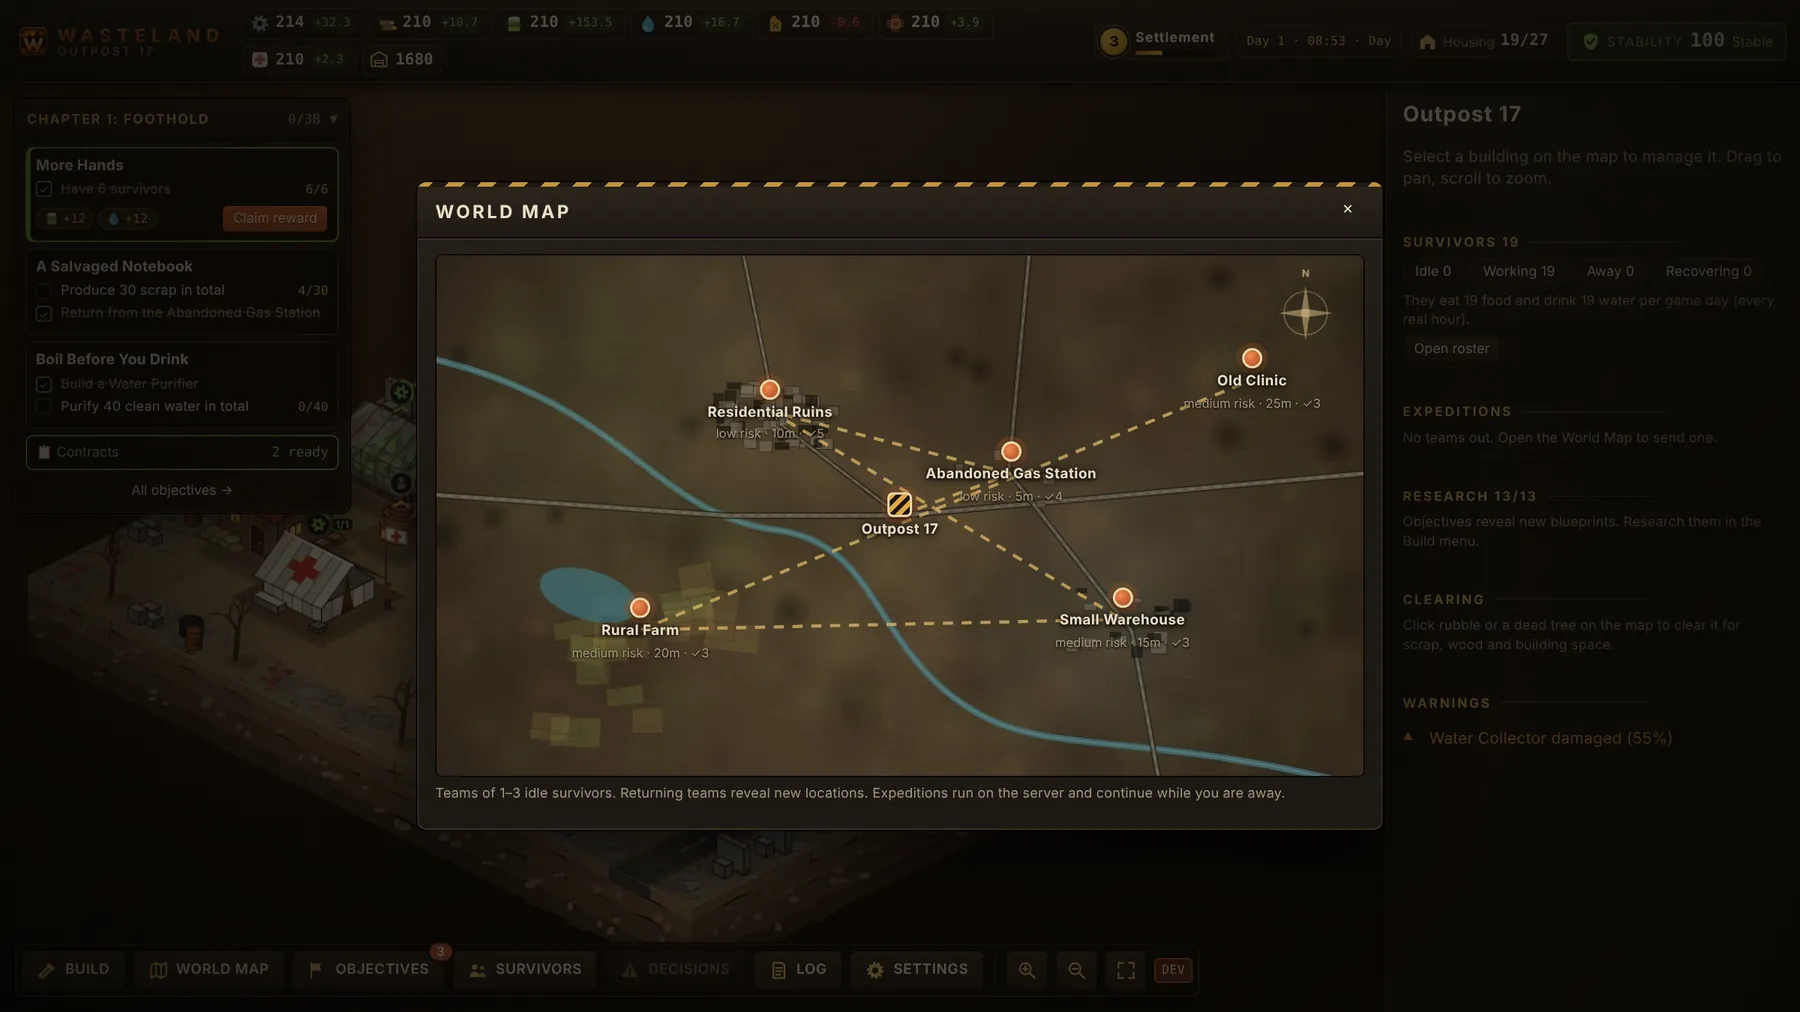 WASTELAND
OUTPOST 17
214 +32.3
210 +10.7
210 +153.5
210 +16.7
210 -0.6
210 +3.9
210 +2.3
1680
3 Settlement
Day 1 · 08:53 · Day
Housing 19/27
STABILITY 100 Stable
CHAPTER 1: FOOTHOLD 0/38 ▼
More Hands
Have 6 survivors 6/6
+12 +12 Claim reward
A Salvaged Notebook
Produce 30 scrap in total 4/30
Return from the Abandoned Gas Station
Boil Before You Drink
Build a Water Purifier
Purify 40 clean water in total 0/40
Contracts 2 ready
All objectives →
1/1
WORLD MAP ×
N
Old Clinic
medium risk · 25m · ✓3
Residential Ruins
low risk · 10m · ✓5
Abandoned Gas Station
low risk · 5m · ✓4
Outpost 17
Rural Farm
medium risk · 20m · ✓3
Small Warehouse
medium risk · 15m · ✓3
Teams of 1–3 idle survivors. Returning teams reveal new locations. Expeditions run on the server and continue while you are away.
Outpost 17
Select a building on the map to manage it. Drag to
pan, scroll to zoom.
SURVIVORS 19
Idle 0 Working 19 Away 0 Recovering 0
They eat 19 food and drink 19 water per game day (every
real hour).
Open roster
EXPEDITIONS
No teams out. Open the World Map to send one.
RESEARCH 13/13
Objectives reveal new blueprints. Research them in the
Build menu.
CLEARING
Click rubble or a dead tree on the map to clear it for
scrap, wood and building space.
WARNINGS
Water Collector damaged (55%)
BUILD
WORLD MAP
OBJECTIVES 3
SURVIVORS
DECISIONS
LOG
SETTINGS
DEV